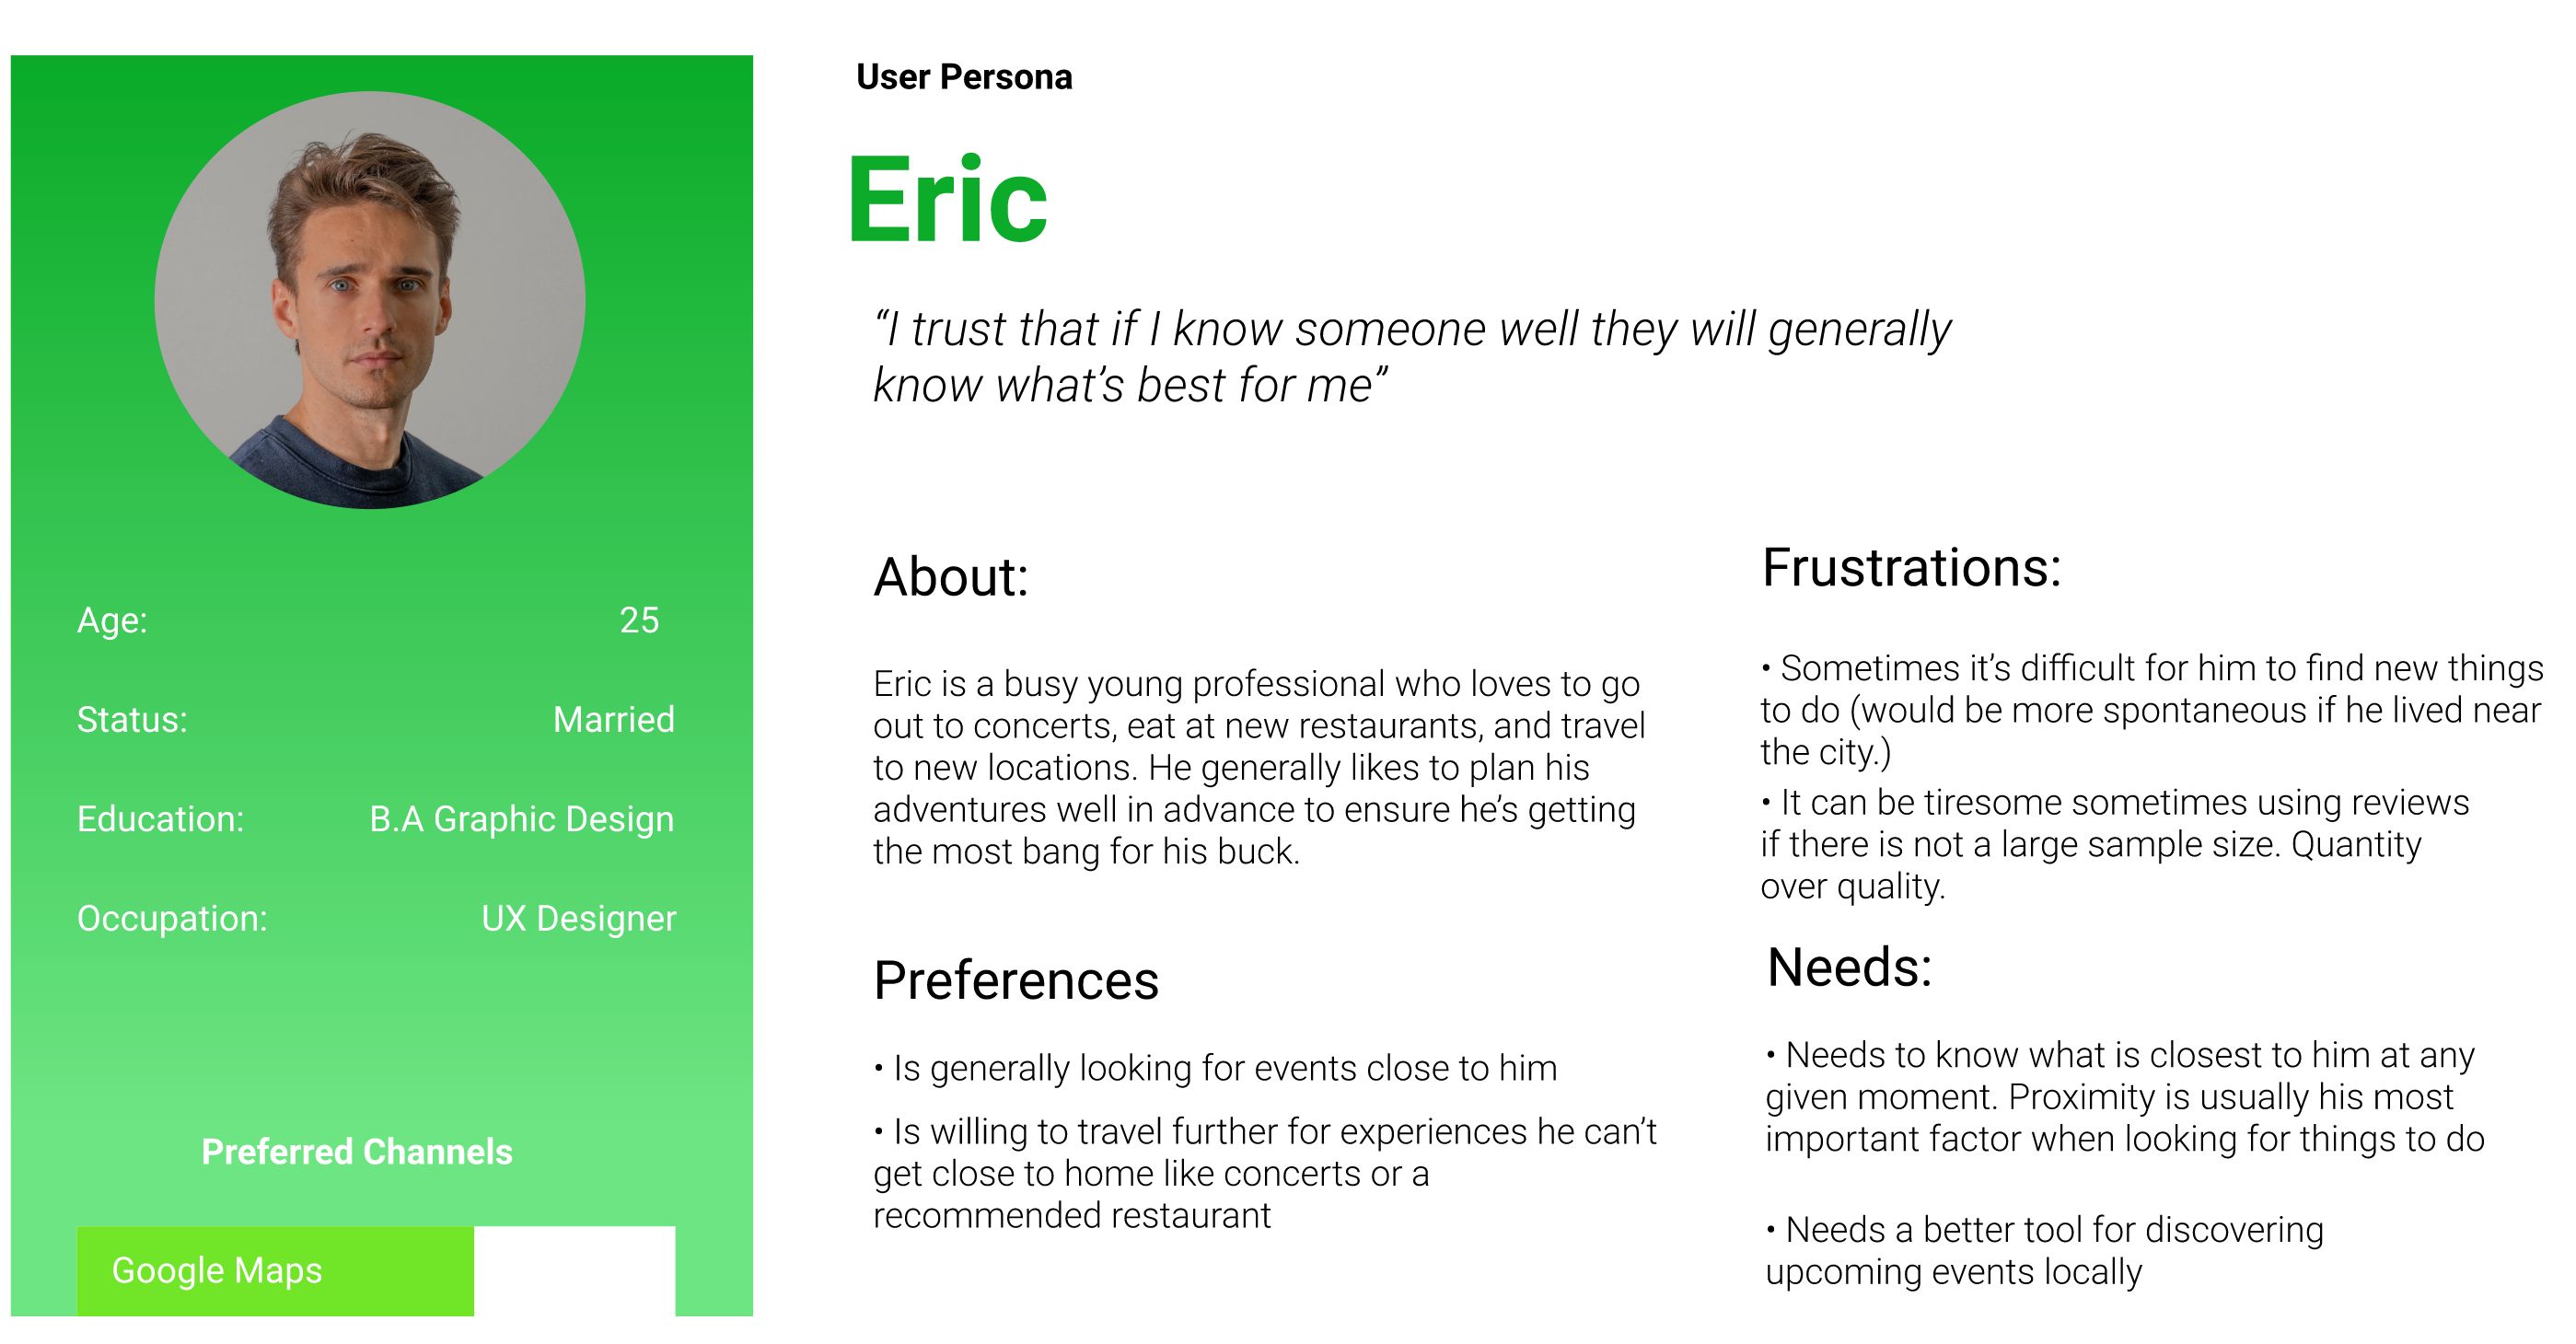 User Persona
Eric
“I trust that if I know someone well they will generally
know what’s best for me”
Age: 25
Status: Married
Education: B.A Graphic Design
Occupation: UX Designer
Preferred Channels
Google Maps
About:
Eric is a busy young professional who loves to go
out to concerts, eat at new restaurants, and travel
to new locations. He generally likes to plan his
adventures well in advance to ensure he’s getting
the most bang for his buck.
Preferences
• Is generally looking for events close to him
• Is willing to travel further for experiences he can’t
get close to home like concerts or a
recommended restaurant
Frustrations:
• Sometimes it’s difficult for him to find new things
to do (would be more spontaneous if he lived near
the city.)
• It can be tiresome sometimes using reviews
if there is not a large sample size. Quantity
over quality.
Needs:
• Needs to know what is closest to him at any
given moment. Proximity is usually his most
important factor when looking for things to do
• Needs a better tool for discovering
upcoming events locally